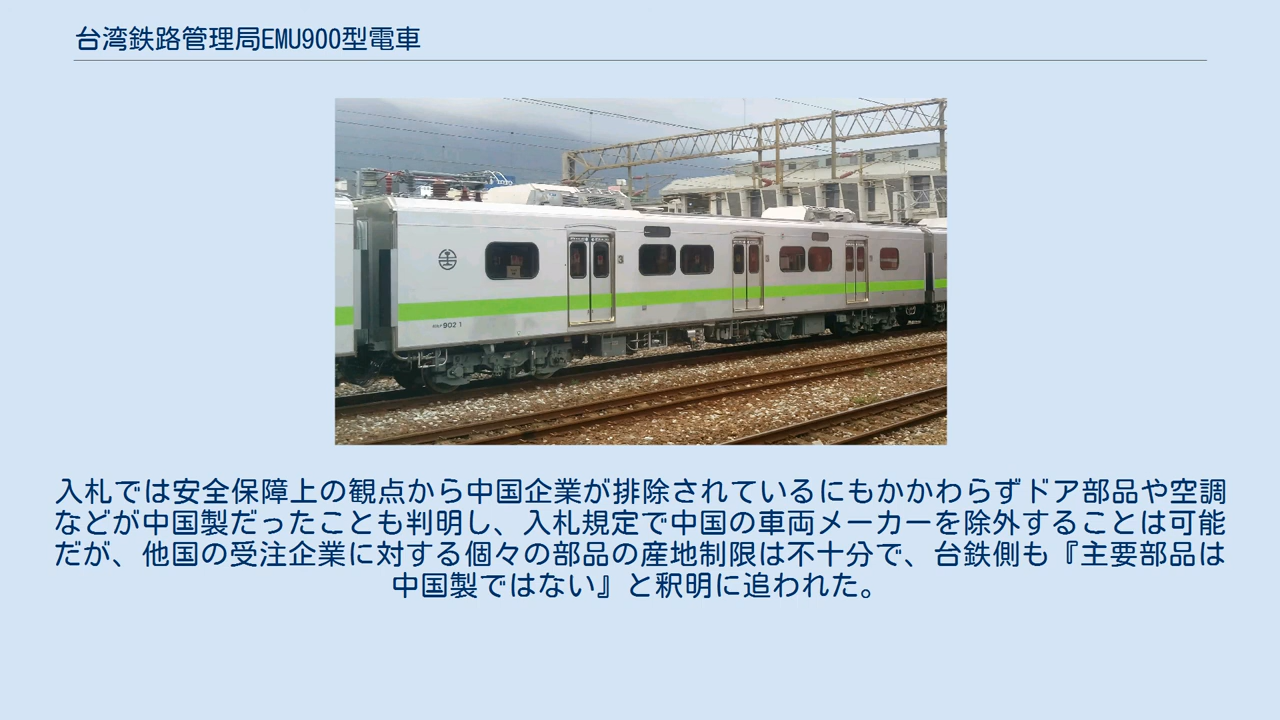 台湾鉄路管理局EMU900型電車
902 1
入札では安全保障上の観点から中国企業が排除されているにもかかわらずドア部品や空調
などが中国製だったことも判明し、入札規定で中国の車両メーカーを除外することは可能
だが、他国の受注企業に対する個々の部品の産地制限は不十分で、台鉄側も『主要部品は
中国製ではない』と釈明に追われた。